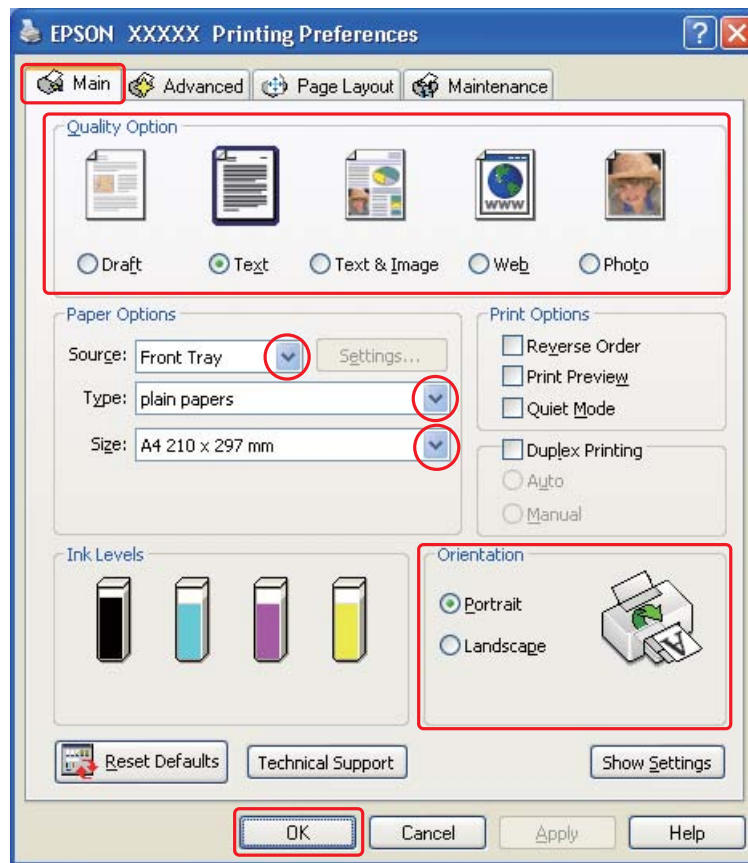 EPSON XXXXX Printing Preferences
Main Advanced Page Layout Maintenance
Quality Option
WWW
Draft Text Text & Image Web Photo
Paper Options
Source: Front Tray Settings...
Type: plain papers
Size: A4 210 x 297 mm
Print Options
Reverse Order
Print Preview
Quiet Mode
Duplex Printing
Auto
Manual
Ink Levels
Orientation
Portrait
Landscape
A
Reset Defaults Technical Support Show Settings
OK Cancel Apply Help